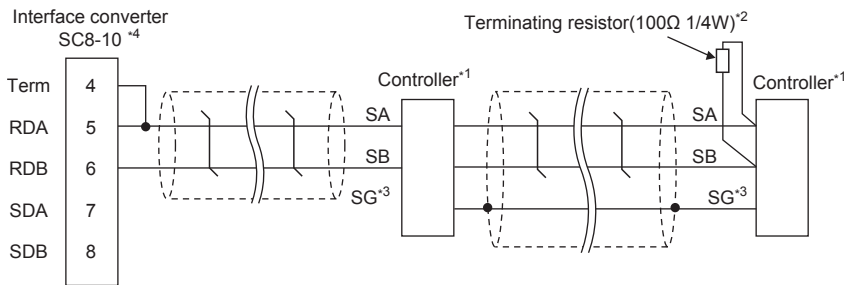 Interface converter
SC8-10 *4
Terminating resistor(100Ω 1/4W)*2
Controller*1
Controller*1
Term 4
RDA 5 SA SA
RDB 6 SB SB
SDA 7 SG*3 SG*3
SDB 8